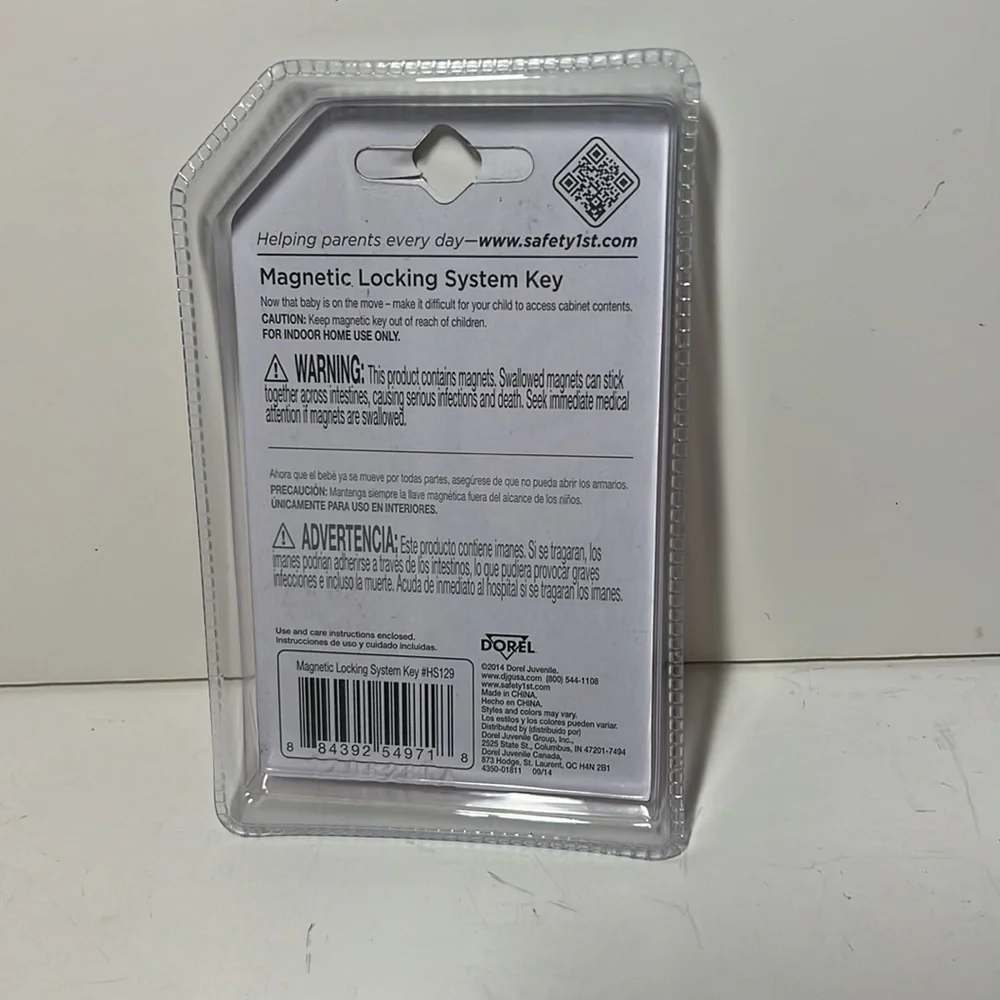 Helping parents every day—www.safety1st.com
Magnetic Locking System Key
Now that baby is on the move – make it difficult for your child to access cabinet contents.
CAUTION: Keep magnetic key out of reach of children.
FOR INDOOR HOME USE ONLY.
WARNING: This product contains magnets. Swallowed magnets can stick
together across intestines, causing serious infections and death. Seek immediate medical
attention if magnets are swallowed.
Ahora que el bebé ya se mueve por todas partes, asegúrese de que no pueda abrir los armarios.
PRECAUCIÓN: Mantenga siempre la llave magnética fuera del alcance de los niños.
ÚNICAMENTE PARA USO EN INTERIORES.
ADVERTENCIA: Este producto contiene imanes. Si se tragaran, los
imanes podrían adherirse a través de los intestinos, lo que pudiera provocar graves
infecciones e incluso la muerte. Acuda de inmediato al hospital si se tragaran los imanes.
Use and care instructions enclosed.
Instrucciones de uso y cuidado incluidas.
Magnetic Locking System Key #HS129
8 84392 54971 8
DOREL
©2014 Dorel Juvenile.
www.djgusa.com (800) 544-1108
www.safety1st.com
Made in CHINA.
Hecho en CHINA.
Styles and colors may vary.
Los estilos y los colores pueden variar.
Distributed by (distribuido por)
Dorel Juvenile Group, Inc.,
2525 State St., Columbus, IN 47201-7494
Dorel Juvenile Canada,
873 Hodge, St. Laurent, QC H4N 2B1
4350-01811 09/14